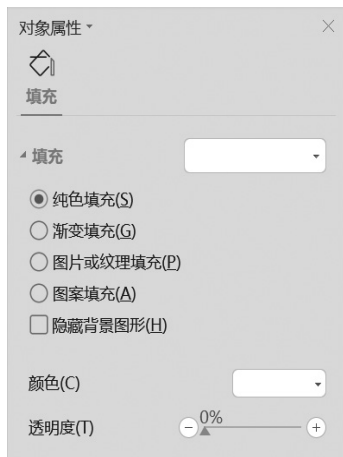 对象属性
填充
填充
纯色填充(S)
渐变填充(G)
图片或纹理填充(P)
图案填充(A)
隐藏背景图形(H)
颜色(C)
透明度(T)
0%